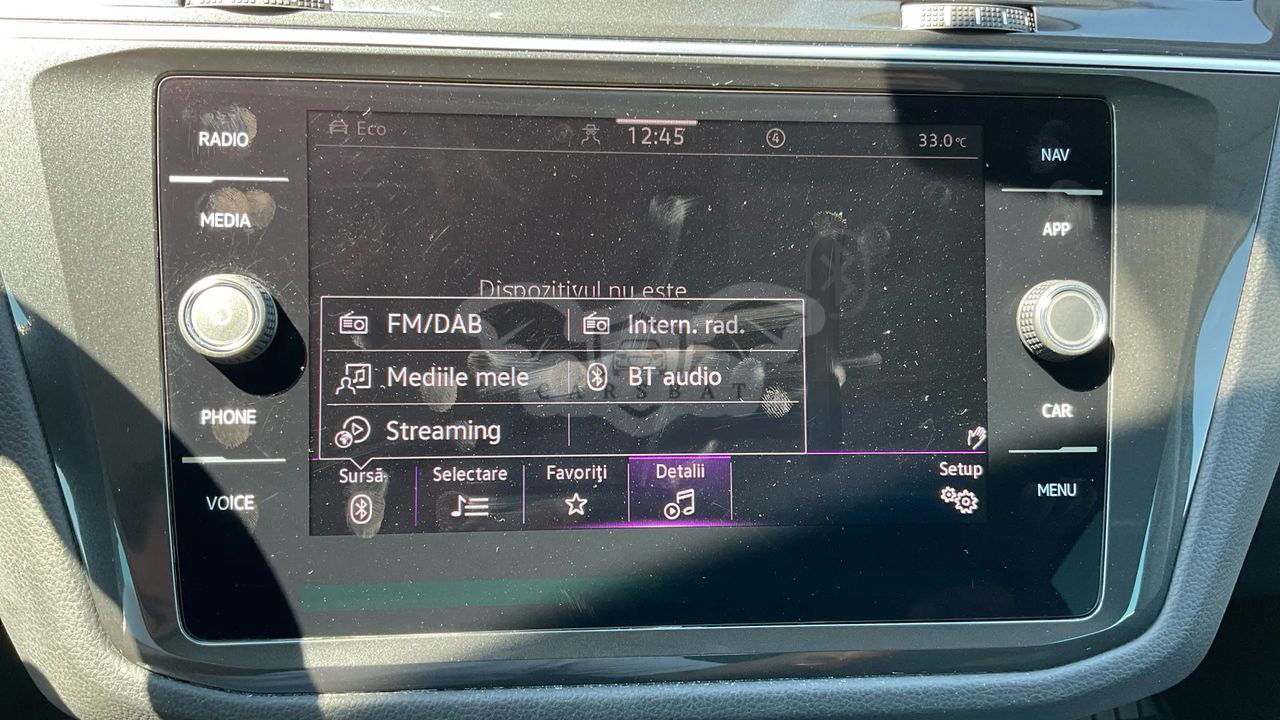 RADIO
MEDIA
PHONE
VOICE
Eco
12:45
4
33.0°C
Dispozitivul nu este
FM/DAB
Intern. rad.
Mediile mele
BT audio
Streaming
CARSBAT
Sursă
Selectare
Favoriți
Detalii
Setup
NAV
APP
CAR
MENU